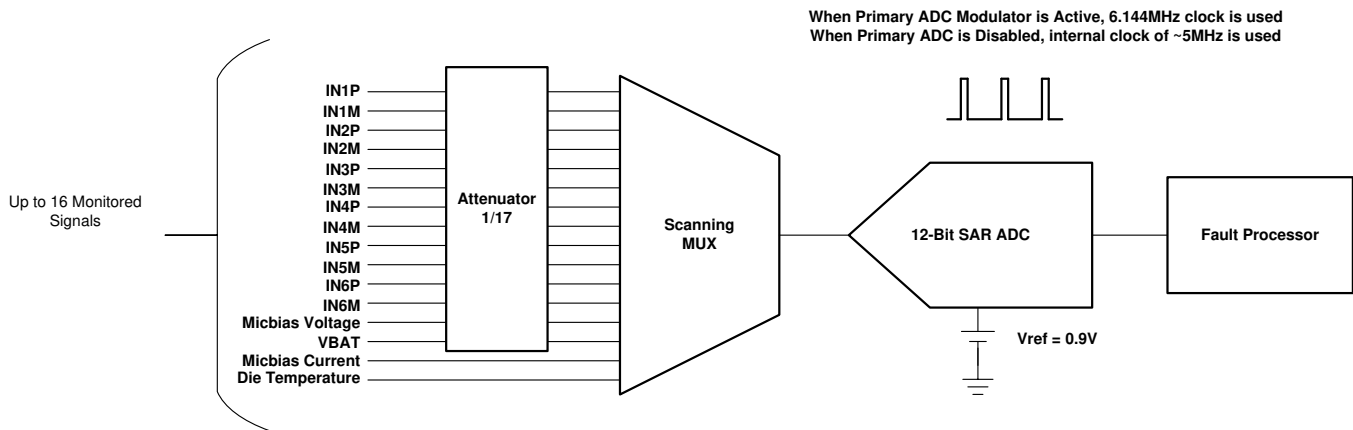 When Primary ADC Modulator is Active, 6.144MHz clock is used
When Primary ADC is Disabled, internal clock of ~5MHz is used
Up to 16 Monitored
Signals
IN1P
IN1M
IN2P
IN2M
IN3P
IN3M
IN4P
IN4M
IN5P
IN5M
IN6P
IN6M
Micbias Voltage
VBAT
Micbias Current
Die Temperature
Attenuator
1/17
Scanning
MUX
12-Bit SAR ADC
Vref = 0.9V
Fault Processor